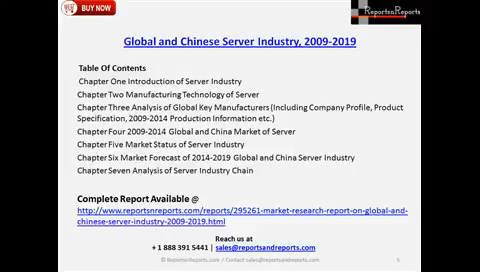 BUY NOW
ReportsnReports
Global and Chinese Server Industry, 2009-2019
Table Of Contents
Chapter One Introduction of Server Industry
Chapter Two Manufacturing Technology of Server
Chapter Three Analysis of Global Key Manufacturers (Including Company Profile, Product
Specification, 2009-2014 Production Information etc.)
Chapter Four 2009-2014 Global and China Market of Server
Chapter Five Market Status of Server Industry
Chapter Six Market Forecast of 2014-2019 Global and China Server Industry
Chapter Seven Analysis of Server Industry Chain
Complete Report Available @
http://www.reportsnreports.com/reports/295261-market-research-report-on-global-and-
chinese-server-industry-2009-2019.html
Reach us at
+ 1 888 391 5441 | sales@reportsandreports.com
© ReportsnReports.com / Contact sales@reportsandreports.com